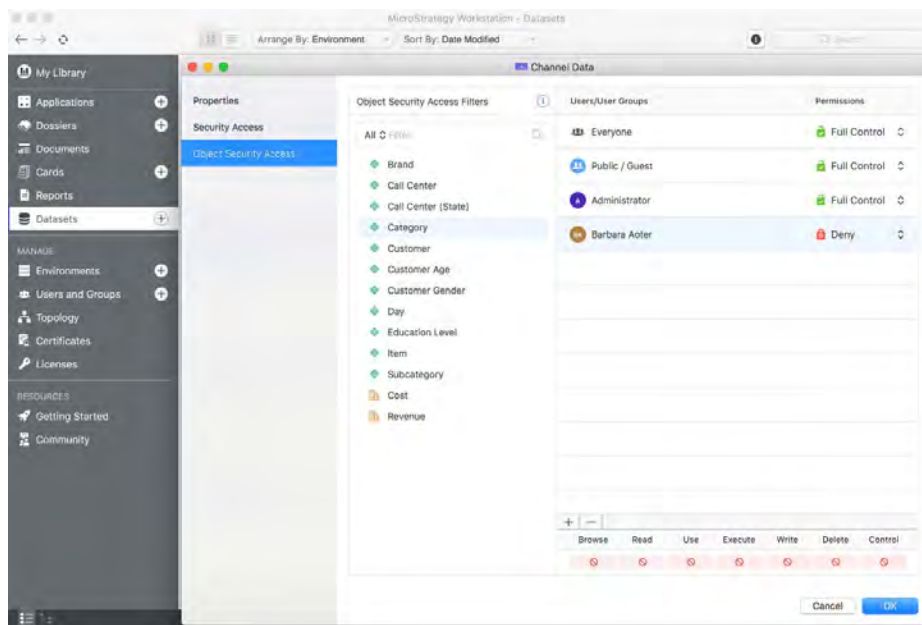 MicroStrategy Workstation - Datasets
Arrange By: Environment
Sort By: Date Modified
Search
Channel Data
My Library
Applications
Dossiers
Documents
Cards
Reports
Datasets
MANAGE
Environments
Users and Groups
Topology
Certificates
Licenses
RESOURCES
Getting Started
Community
Properties
Security Access
Object Security Access
Object Security Access Filters
All
Filter
Brand
Call Center
Call Center (State)
Category
Customer
Customer Age
Customer Gender
Day
Education Level
Item
Subcategory
Cost
Revenue
Users/User Groups Permissions
Everyone Full Control
Public / Guest Full Control
A Administrator Full Control
Barbara Aoter Deny
+ −
Browse Read Use Execute Write Delete Control
Cancel OK